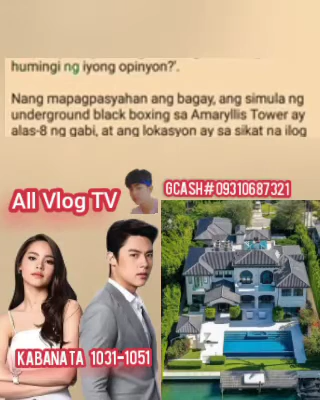 humingi ng iyong opinyon?'.
Nang mapagpasyahan ang bagay, ang simula ng
underground black boxing sa Amaryllis Tower ay
alas-8 ng gabi, at ang lokasyon ay sa sikat na ilog
All Vlog TV
GCASH# 09310687321
KABANATA 1031-1051